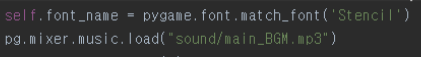 self.font_name = pygame.font.match_font('Stencil')
pg.mixer.music.load("sound/main_BGM.mp3")